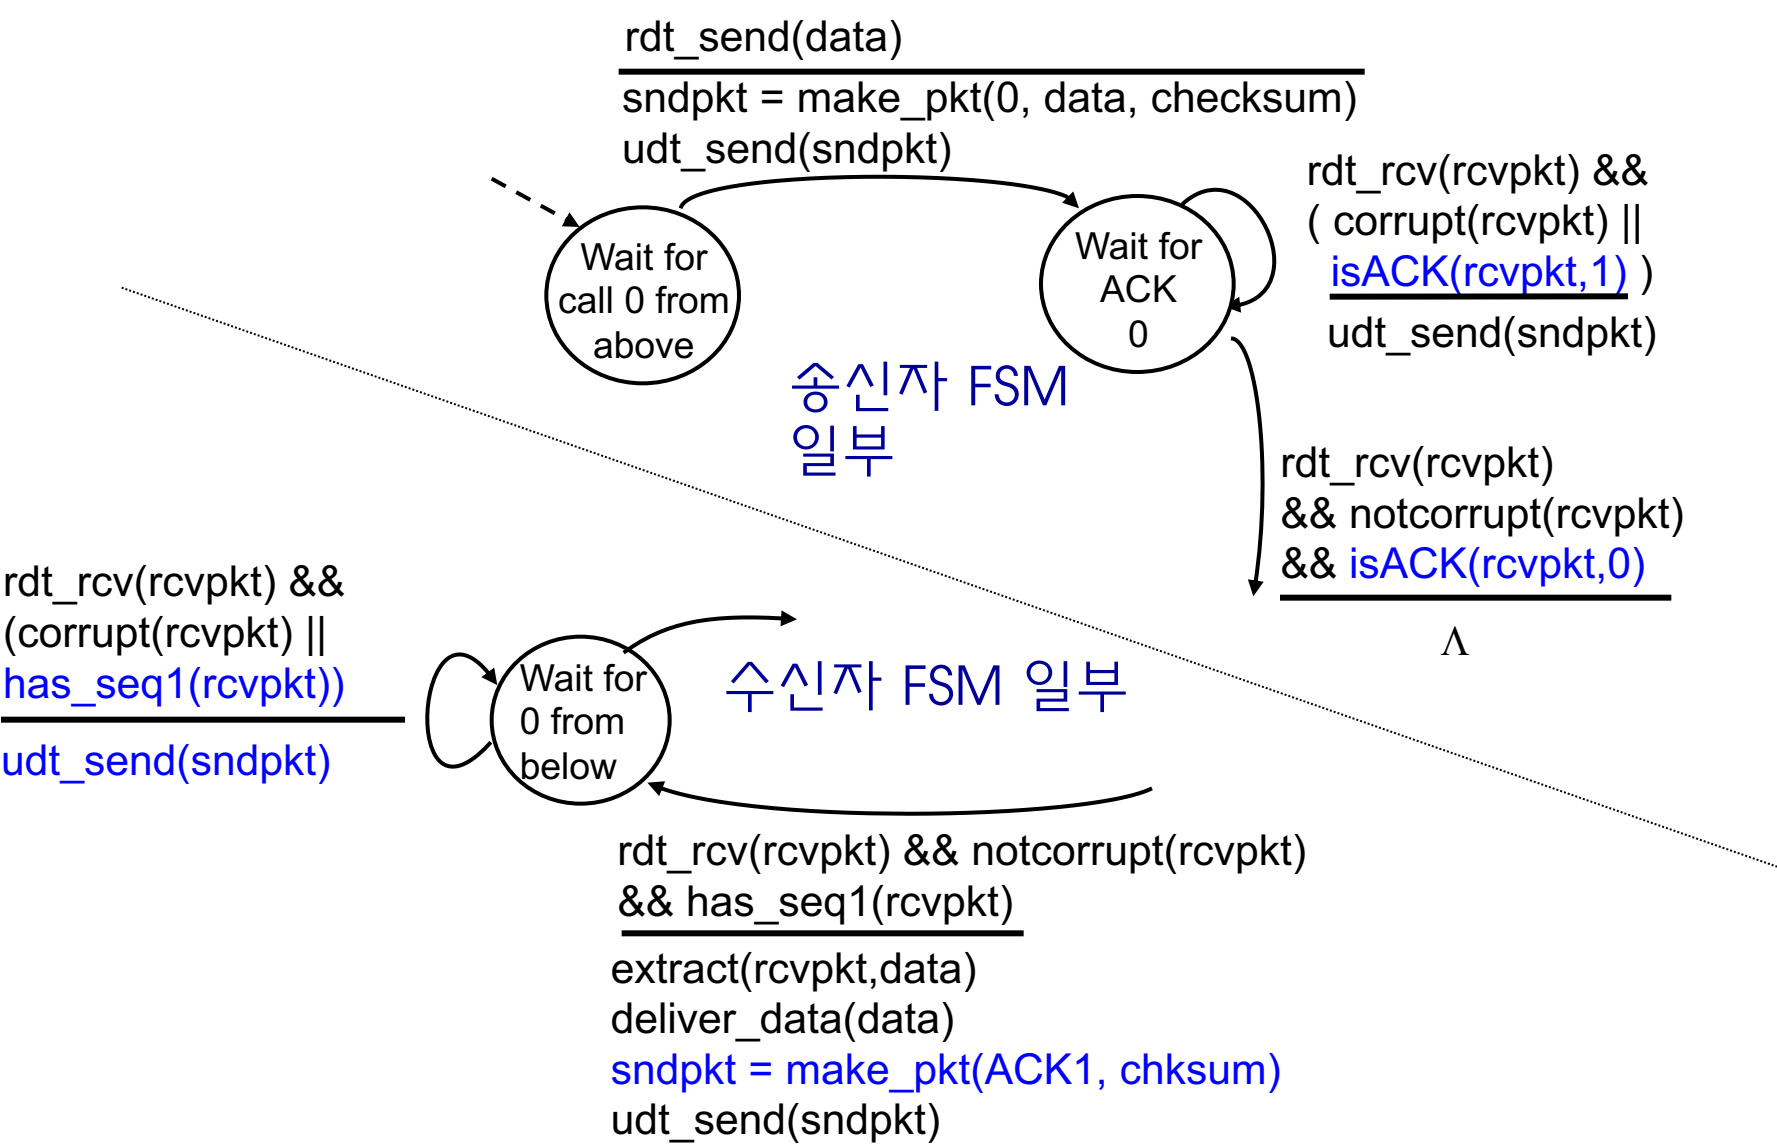 rdt_send(data)
sndpkt = make_pkt(0, data, checksum)
udt_send(sndpkt)
Wait for
call 0 from
above
Wait for
ACK
0
rdt_rcv(rcvpkt) &&
( corrupt(rcvpkt) ||
isACK(rcvpkt,1) )
udt_send(sndpkt)
송신자 FSM
일부
rdt_rcv(rcvpkt)
&& notcorrupt(rcvpkt)
&& isACK(rcvpkt,0)
Λ
rdt_rcv(rcvpkt) &&
(corrupt(rcvpkt) ||
has_seq1(rcvpkt))
udt_send(sndpkt)
Wait for
0 from
below
수신자 FSM 일부
rdt_rcv(rcvpkt) && notcorrupt(rcvpkt)
&& has_seq1(rcvpkt)
extract(rcvpkt,data)
deliver_data(data)
sndpkt = make_pkt(ACK1, chksum)
udt_send(sndpkt)